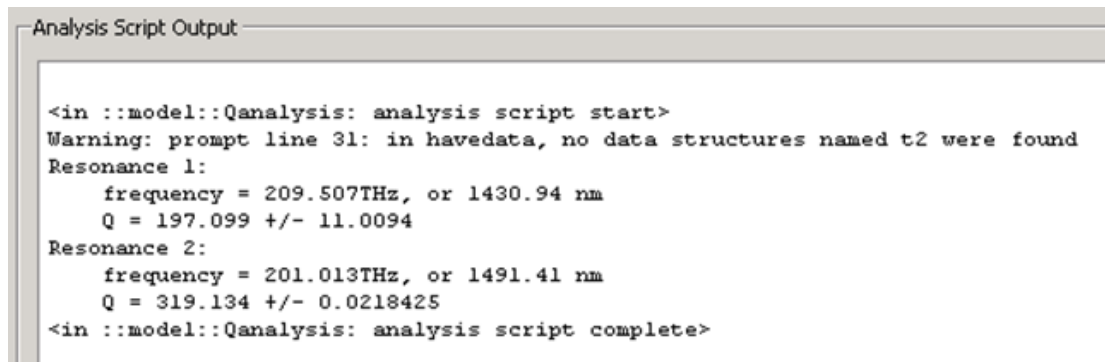 Analysis Script Output
<in ::model::Qanalysis: analysis script start>
Warning: prompt line 31: in havedata, no data structures named t2 were found
Resonance 1:
frequency = 209.507THz, or 1430.94 nm
Q = 197.099 +/- 11.0094
Resonance 2:
frequency = 201.013THz, or 1491.41 nm
Q = 319.134 +/- 0.0218425
<in ::model::Qanalysis: analysis script complete>